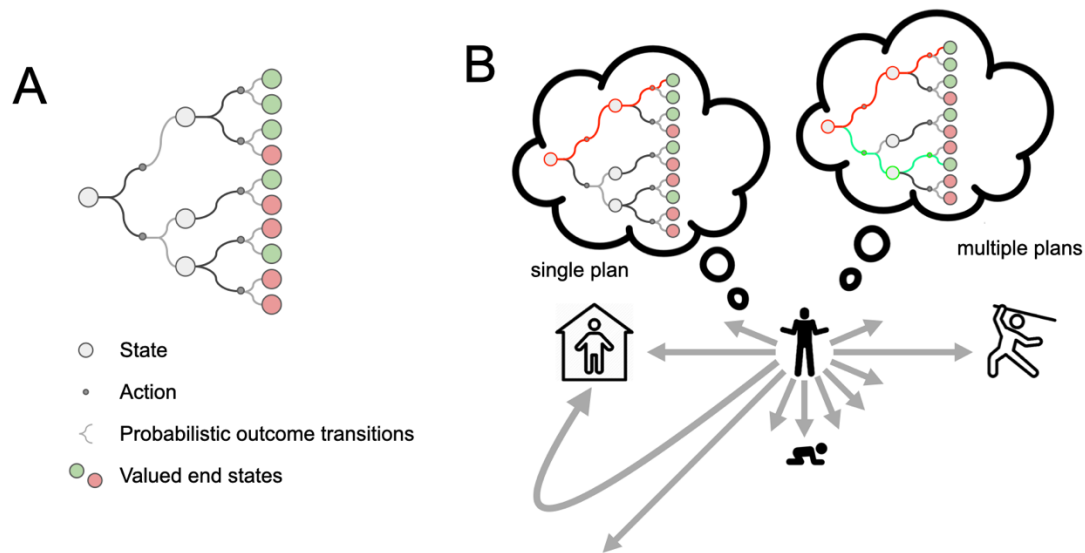 A
State
Action
Probabilistic outcome transitions
Valued end states
B
single plan
multiple plans